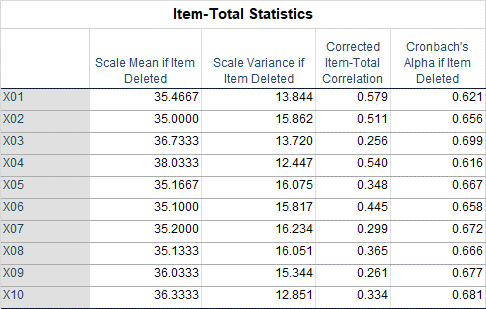 Item-Total Statistics
Scale Mean if Item Deleted Scale Variance if Item Deleted Corrected Item-Total Correlation Cronbach's Alpha if Item Deleted
X01 35.4667 13.844 0.579 0.621
X02 35.0000 15.862 0.511 0.656
X03 36.7333 13.720 0.256 0.699
X04 38.0333 12.447 0.540 0.616
X05 35.1667 16.075 0.348 0.667
X06 35.1000 15.817 0.445 0.658
X07 35.2000 16.234 0.299 0.672
X08 35.1333 16.051 0.365 0.666
X09 36.0333 15.344 0.261 0.677
X10 36.3333 12.851 0.334 0.681